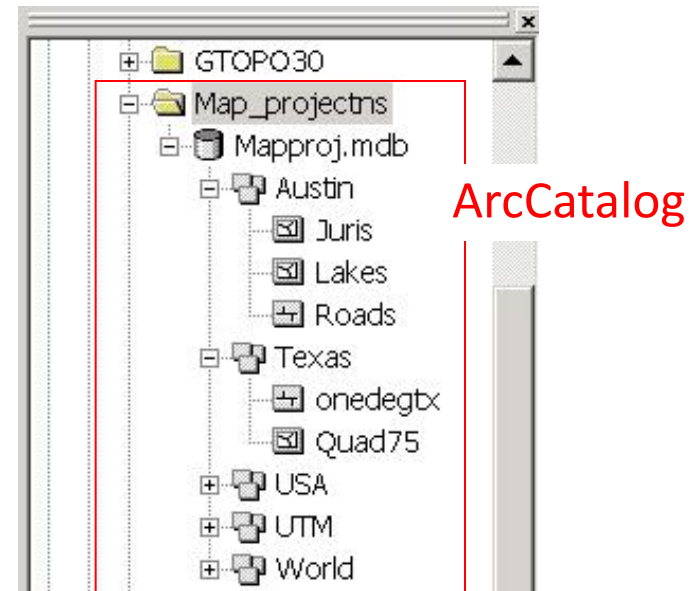 GTOPO30
Map_projectns
Mapproj.mdb
Austin
ArcCatalog
Juris
Lakes
Roads
Texas
onedegtx
Quad75
USA
UTM
World